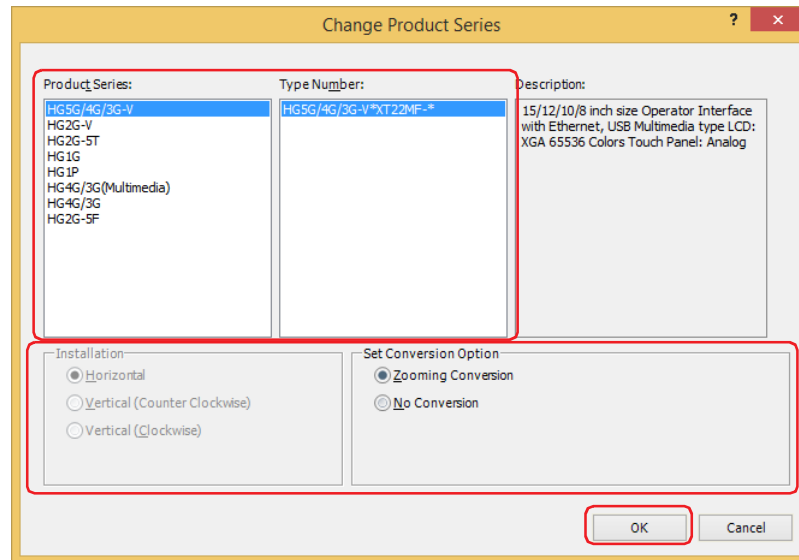 Change Product Series
?
Product Series:
HG5G/4G/3G-V
HG2G-V
HG2G-5T
HG1G
HG1P
HG4G/3G(Multimedia)
HG4G/3G
HG2G-5F
Type Number:
HG5G/4G/3G-V*XT22MF-*
Description:
15/12/10/8 inch size Operator Interface
with Ethernet, USB Multimedia type LCD:
XGA 65536 Colors Touch Panel: Analog
Installation
Horizontal
Vertical (Counter Clockwise)
Vertical (Clockwise)
Set Conversion Option
Zooming Conversion
No Conversion
OK
Cancel